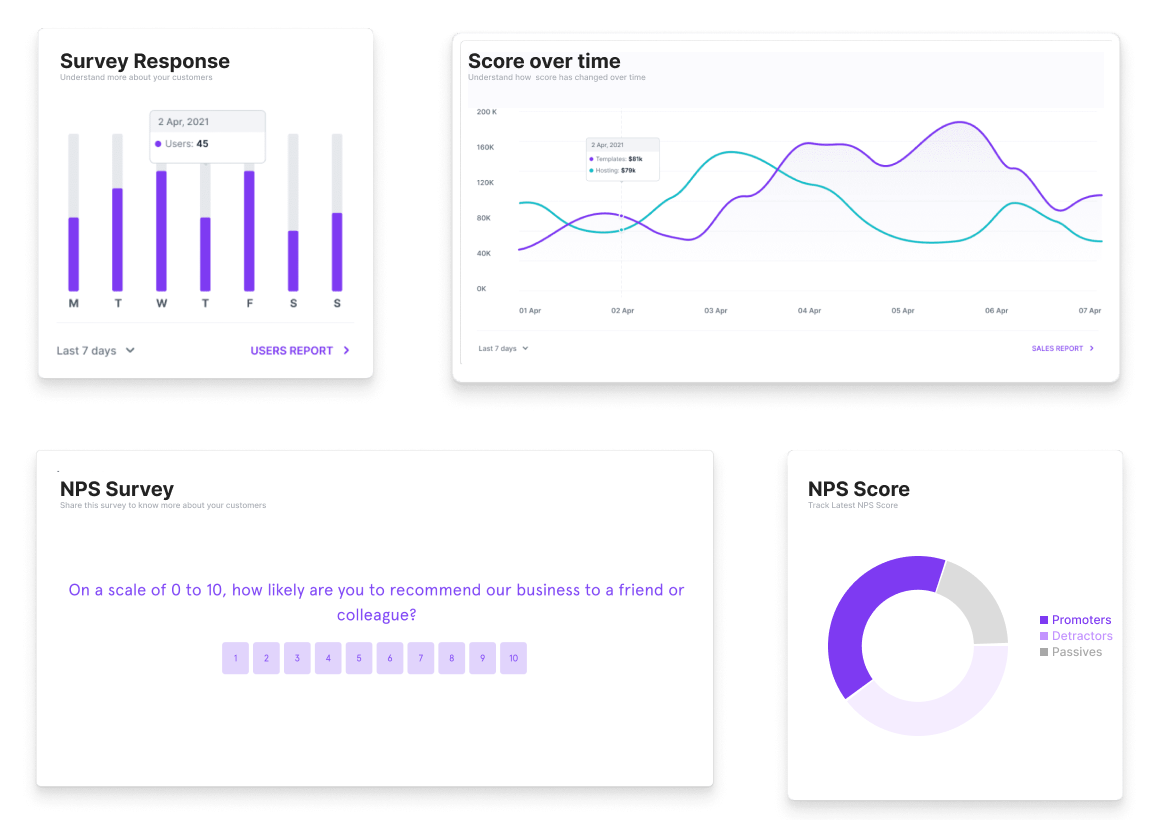 Survey Response
Understand more about your customers
2 Apr, 2021
Users: 45
M T W T F S S
Last 7 days
USERS REPORT
Score over time
Understand how score has changed over time
200 K
160K
120K
80K
40K
0K
2 Apr, 2021
Templates: $81k
Hosting: $79k
01 Apr 02 Apr 03 Apr 04 Apr 05 Apr 06 Apr 07 Apr
Last 7 days
SALES REPORT
NPS Survey
Share this survey to know more about your customers
On a scale of 0 to 10, how likely are you to recommend our business to a friend or
colleague?
1 2 3 4 5 6 7 8 9 10
NPS Score
Track Latest NPS Score
Promoters
Detractors
Passives